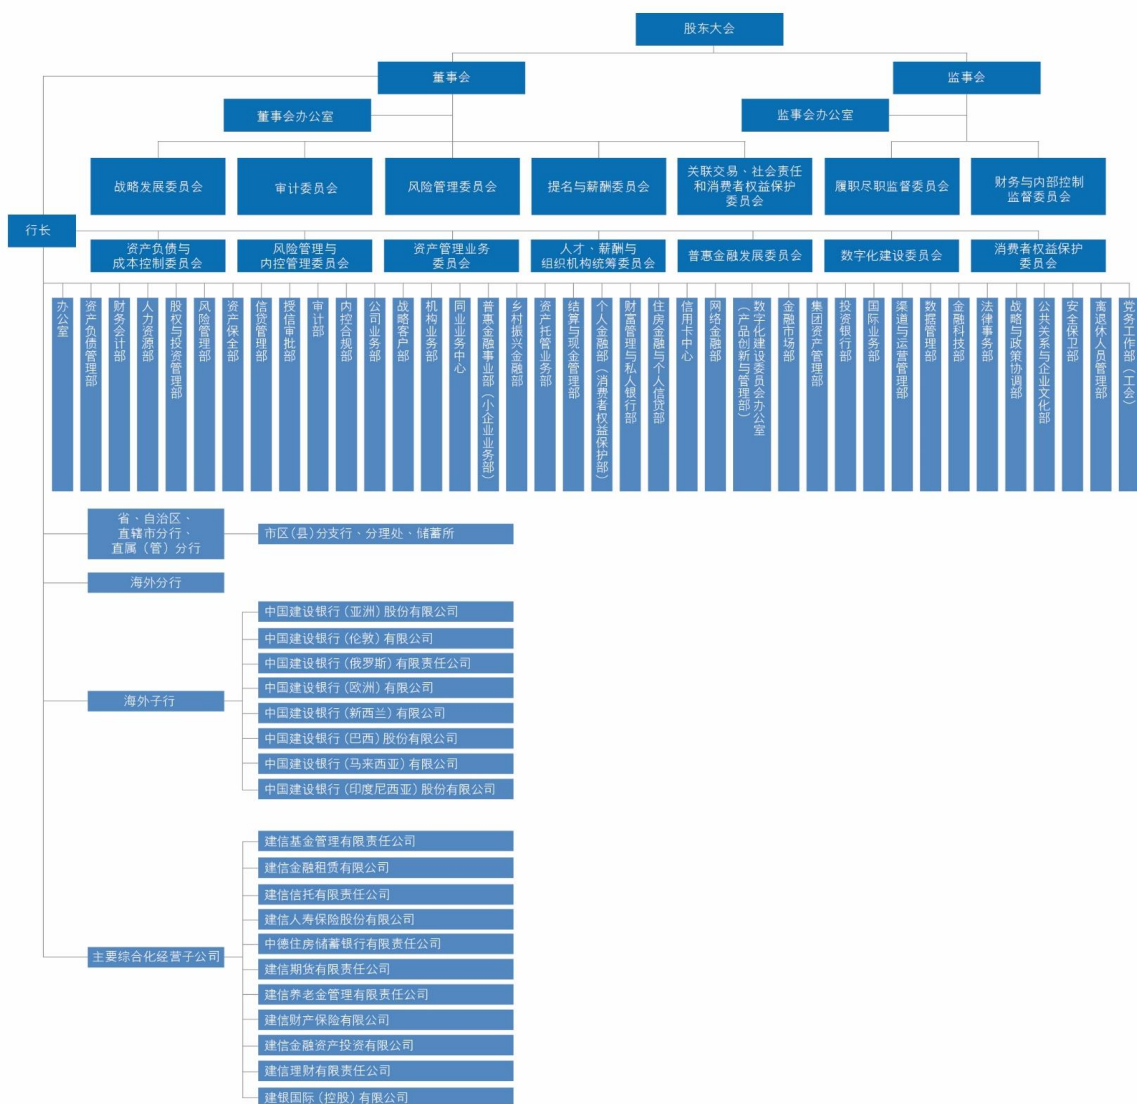 股东大会
董事会
监事会
董事会办公室
监事会办公室
战略发展委员会
审计委员会
风险管理委员会
提名与薪酬委员会
关联交易、社会责任
和消费者权益保护
委员会
履职尽职监督委员会
财务与内部控制
监督委员会
行长
资产负债与
成本控制委员会
风险管理与
内控管理委员会
资产管理业务
委员会
人才、薪酬与
组织机构统筹委员会
普惠金融发展委员会
数字化建设委员会
消费者权益保护
委员会
办公室
资产负债管理部
财务会计部
人力资源部
股权与投资管理部
风险管理部
资产保全部
信贷管理部
授信审批部
审计部
内控合规部
公司业务部
战略客户部
机构业务部
同业业务中心
普惠金融事业部（小企业业务部）
乡村振兴金融部
资产托管业务部
结算与现金管理部
个人金融部（消费者权益保护部）
财富管理与私人银行部
住房金融与个人信贷部
信用卡中心
网络金融部
数字化建设委员会办公室
（产品创新与管理部）
金融市场部
集团资产管理部
投资银行部
国际业务部
渠道与运营管理部
数据管理部
金融科技部
法律事务部
战略与政策协调部
公共关系与企业文化部
安全保卫部
离退休人员管理部
党务工作部（工会）
省、自治区、
直辖市分行、
直属（管）分行
市区(县)分支行、分理处、储蓄所
海外分行
海外子行
中国建设银行(亚洲)股份有限公司
中国建设银行(伦敦)有限公司
中国建设银行(俄罗斯)有限责任公司
中国建设银行(欧洲)有限公司
中国建设银行(新西兰)有限公司
中国建设银行(巴西)股份有限公司
中国建设银行(马来西亚)有限公司
中国建设银行(印度尼西亚)股份有限公司
主要综合化经营子公司
建信基金管理有限责任公司
建信金融租赁有限公司
建信信托有限责任公司
建信人寿保险股份有限公司
中德住房储蓄银行有限责任公司
建信期货有限责任公司
建信养老金管理有限责任公司
建信财产保险有限公司
建信金融资产投资有限公司
建信理财有限责任公司
建银国际(控股)有限公司